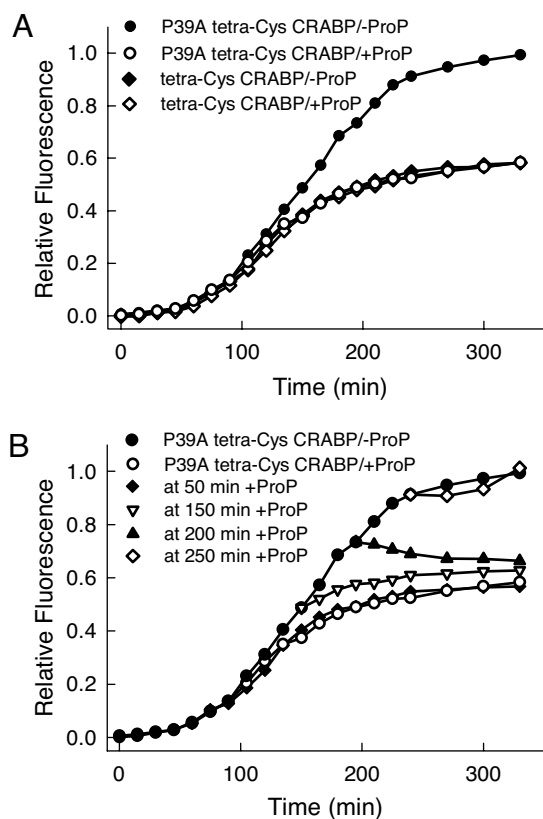 A
P39A tetra-Cys CRABP/-ProP
P39A tetra-Cys CRABP/+ProP
tetra-Cys CRABP/-ProP
tetra-Cys CRABP/+ProP
Relative Fluorescence
1.0
0.8
0.6
0.4
0.2
0.0
0 100 200 300
Time (min)
B
P39A tetra-Cys CRABP/-ProP
P39A tetra-Cys CRABP/+ProP
at 50 min +ProP
at 150 min +ProP
at 200 min +ProP
at 250 min +ProP
Relative Fluorescence
1.0
0.8
0.6
0.4
0.2
0.0
0 100 200 300
Time (min)